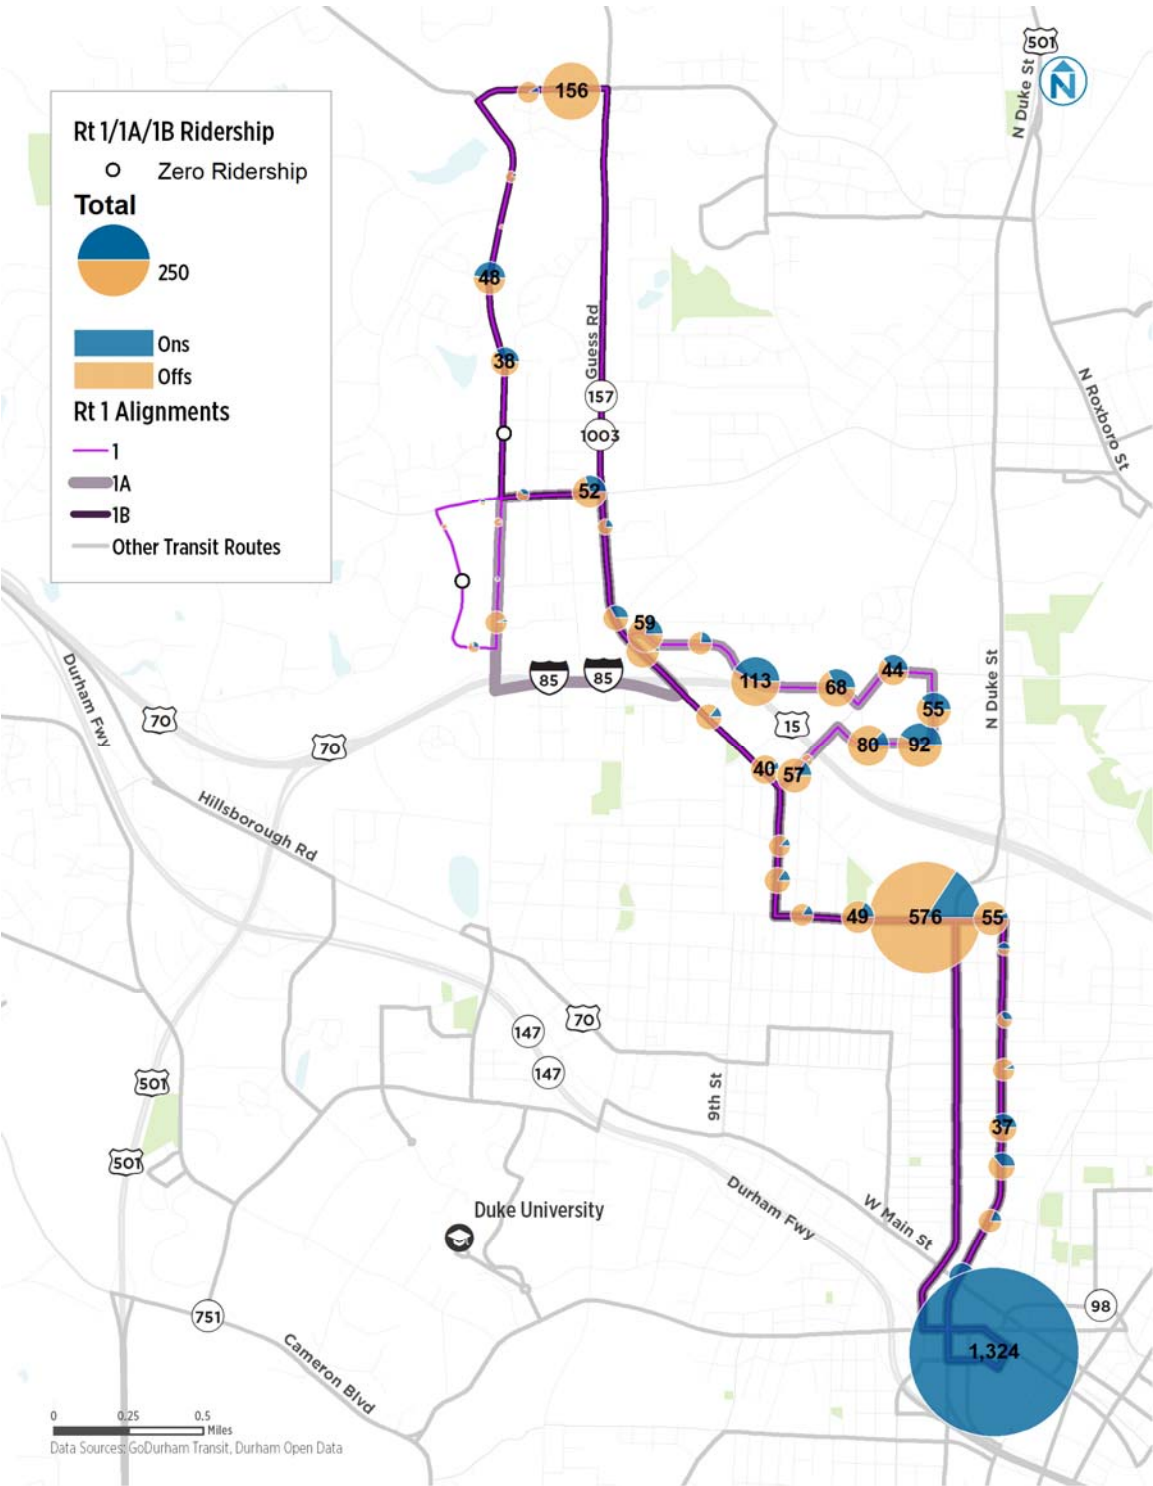 501
N Duke St
N
156
Rt 1/1A/1B Ridership
Zero Ridership
Total
250
Ons
Offs
Rt 1 Alignments
1
1A
1B
Other Transit Routes
48
Guess Rd
38
157
1003
N Roxboro St
52
59
Durham Fwy
85
85
113
68
44
N Duke St
55
70
15
70
80
92
40
57
Hillsborough Rd
49
576
55
147
70
147
501
9th St
37
501
Duke University
Durham Fwy
W Main St
751
98
Cameron Blvd
1,324
0
0.25
0.5
Miles
Data Sources: GoDurham Transit, Durham Open Data